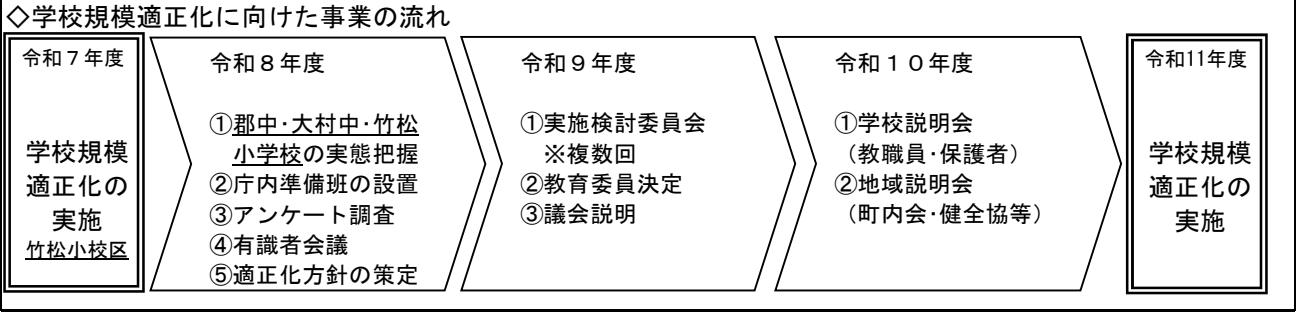 ◇学校規模適正化に向けた事業の流れ
令和７年度
学校規模
適正化の
実施
竹松小校区
令和８年度
①郡中･大村中･竹松
小学校の実態把握
②庁内準備班の設置
③アンケート調査
④有識者会議
⑤適正化方針の策定
令和９年度
①実施検討委員会
※複数回
②教育委員決定
③議会説明
令和１０年度
①学校説明会
（教職員･保護者）
②地域説明会
（町内会･健全協等）
令和11年度
学校規模
適正化の
実施